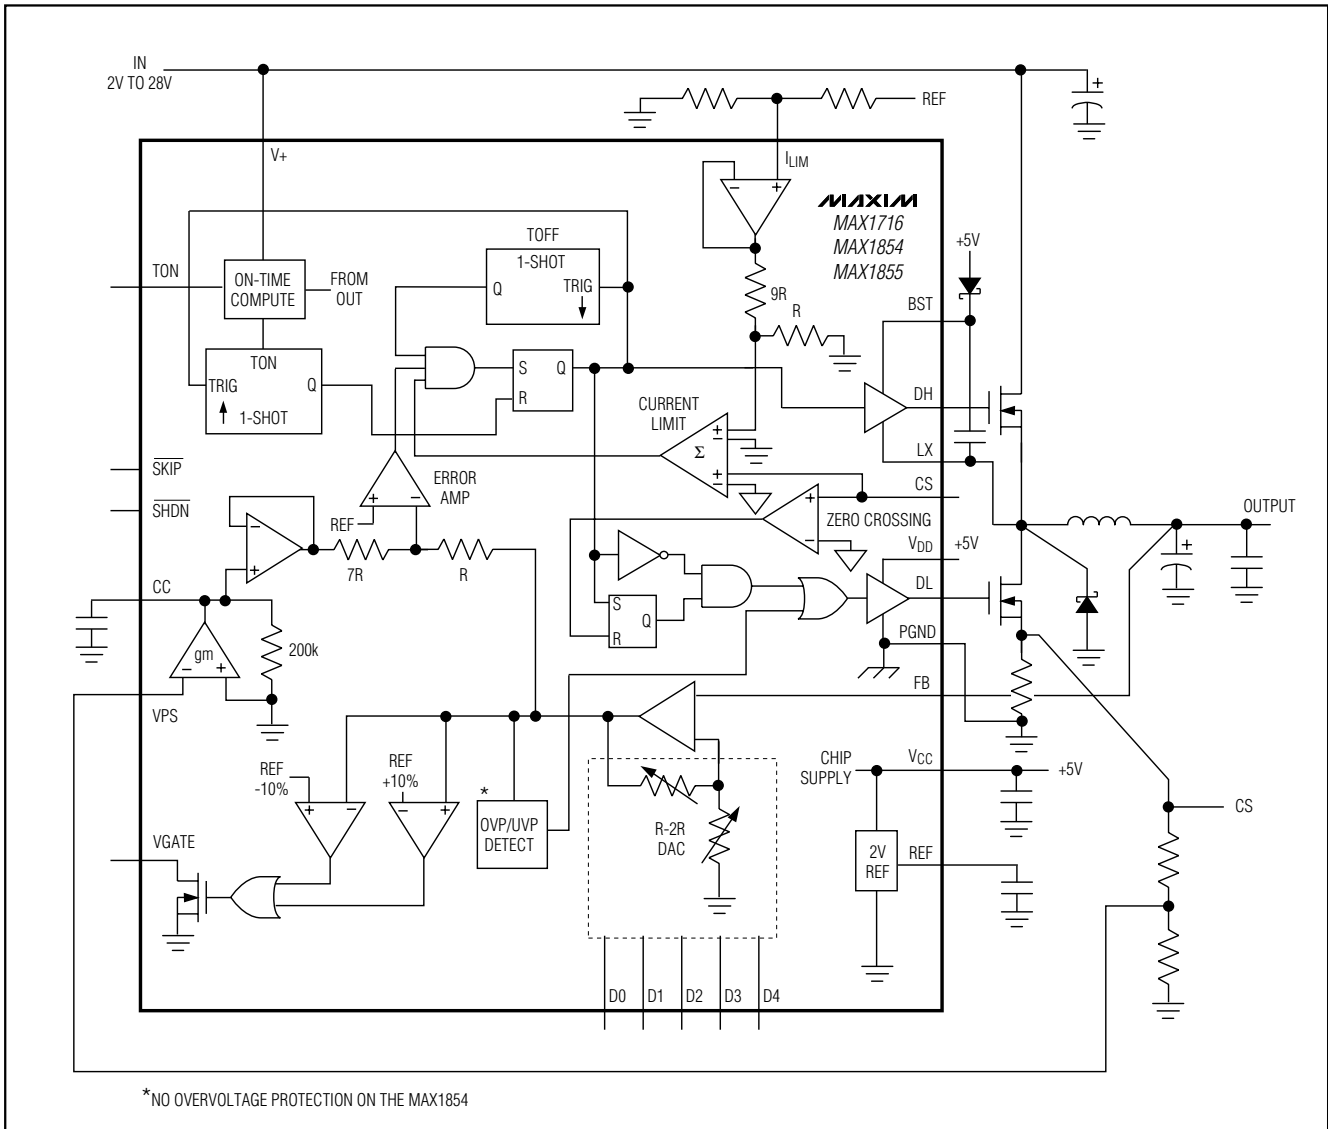 IN
2V TO 28V
REF
V+
ILIM
MAXIM
MAX1716
MAX1854
MAX1855
TOFF
1-SHOT
Q
TRIG
+5V
TON
ON-TIME
COMPUTE
FROM
OUT
9R
R
BST
TON
TRIG
Q
1-SHOT
S
Q
R
DH
CURRENT
LIMIT
+
−
Σ
+
−
LX
SKIP
SHDN
ERROR
AMP
+
−
REF
CS
+
−
ZERO CROSSING
OUTPUT
+
+
−
+
7R
R
VDD
+5V
DL
CC
S
Q
R
PGND
gm
−
+
200k
VPS
FB
REF
-10%
REF
+10%
+
−
−
+
*
OVP/UVP
DETECT
R-2R
DAC
CHIP
SUPPLY
VCC
+5V
CS
VGATE
2V
REF
REF
D0
D1
D2
D3
D4
*NO OVERVOLTAGE PROTECTION ON THE MAX1854